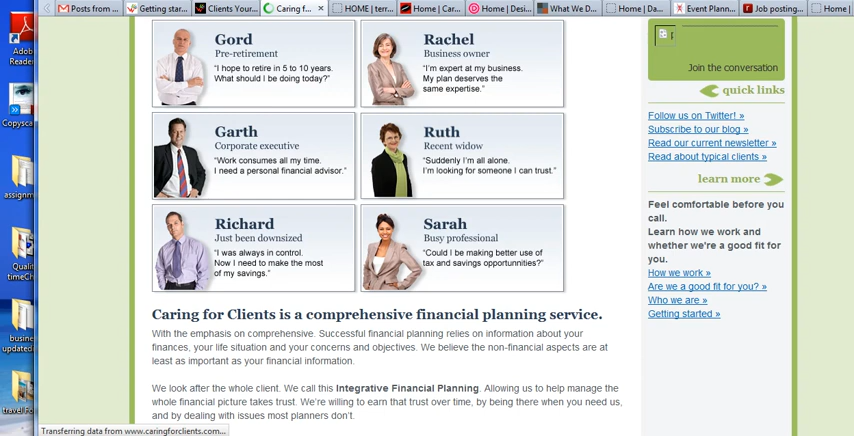 Posts from ...
Getting star...
Clients Your...
Caring f...
HOME | terr...
Home | Car...
Home | Desi...
What We D...
Home | Da...
Event Plann...
Job posting...
Home |
Adob
Reader
Copysca
assignm
Qualit
timeCh
busine
updated
travel Fo
Gord
Pre-retirement
“I hope to retire in 5 to 10 years.
What should I be doing today?”
Rachel
Business owner
“I’m expert at my business.
My plan deserves the
same expertise.”
Garth
Corporate executive
“Work consumes all my time.
I need a personal financial advisor.”
Ruth
Recent widow
“Suddenly I’m all alone.
I’m looking for someone I can trust.”
Richard
Just been downsized
“I was always in control.
Now I need to make the most
of my savings.”
Sarah
Busy professional
“Could I be making better use of
tax and savings opportunities?”
Caring for Clients is a comprehensive financial planning service.
With the emphasis on comprehensive. Successful financial planning relies on information about your
finances, your life situation and your concerns and objectives. We believe the non-financial aspects are at
least as important as your financial information.
We look after the whole client. We call this Integrative Financial Planning. Allowing us to help manage the
whole financial picture takes trust. We’re willing to earn that trust over time, by being there when you need us,
and by dealing with issues most planners don’t.
Join the conversation
quick links
Follow us on Twitter! »
Subscribe to our blog »
Read our current newsletter »
Read about typical clients »
learn more
Feel comfortable before you
call.
Learn how we work and
whether we're a good fit for
you.
How we work »
Are we a good fit for you? »
Who we are »
Getting started »
Transferring data from www.caringforclients.com...